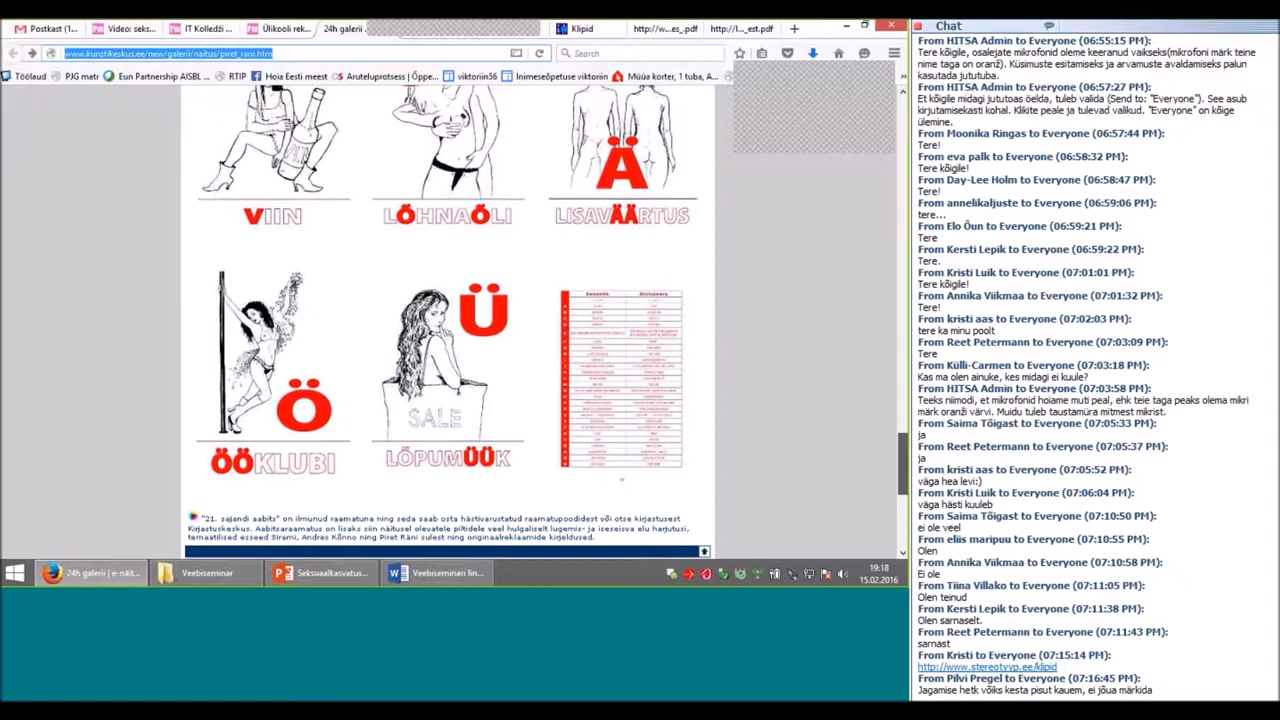 Postkast (1...
Video: seks...
IT Kolledži ...
Ülikooli rek...
24h galerii
Klipid
http://w...es_.pdf
http://l..._est.pdf
www.kunstikeskus.ee/new/galerii/naitus/piret_rani.htm
Search
Töölaud
PJG matr
Eun Partnership AISBL ...
RTIP
Hoia Eesti meest
Aruteluprotsess | Õppe...
viktoriin56
Inimeseõpetuse viktoriin
Müüa korter, 1 tuba, A...
Ä
VIIN
LÕHNAÕLI
LISAVÄÄRTUS
Ö
Ü
ALE
ÖÖKLUBI
LÕPUMÜÜK
"21. sajandi aabits" on ilmunud raamatuna ning seda saab osta hästivarustatud raamatupoodidest või otse kirjastusest
Kirjastuskeskus. Aabitsaraamatus on lisaks siin näitusel olevatele piltidele veel hulgaliselt lugemis- ja iseseisva elu harjutusi,
temaatilised esseed Sirami, Andres Kõnno ning Piret Räni sulest ning originaalreklaamide kirjeldused.
24h galerii | e-näit...
Veebiseminar
Seksuaalkasvatus...
Veebiseminari lin...
19:18
15.02.2016
Chat
From HITSA Admin to Everyone (06:55:15 PM):
Tere kõigile, osalejate mikrofonid oleme keeranud vaikseks(mikrofoni märk teine
nime taga on oranž). Küsimuste esitamiseks ja arvamuste avaldamiseks palun
kasutada jututuba.
From HITSA Admin to Everyone (06:57:27 PM):
Et kõigile midagi jututoas öelda, tuleb valida (Send to: "Everyone"). See asub
kirjutamisekasti kohal. Klikite peale ja tulevad valikud. "Everyone" on kõige
ülemine.
From Moonika Ringas to Everyone (06:57:44 PM):
Tere!
From eva palk to Everyone (06:58:32 PM):
Tere kõigile!
From Day-Lee Holm to Everyone (06:58:47 PM):
Tere!
From annelikaljuste to Everyone (06:59:06 PM):
tere...
From Elo Õun to Everyone (06:59:21 PM):
Tere
From Kersti Lepik to Everyone (06:59:22 PM):
Tere.
From Kristi Luik to Everyone (07:01:01 PM):
Tere kõigile!
From Annika Viikmaa to Everyone (07:01:32 PM):
Tere!
From kristi aas to Everyone (07:02:03 PM):
tere ka minu poolt
From Reet Petermann to Everyone (07:03:09 PM):
Tere
From Külli-Carmen to Everyone (07:03:18 PM):
Kas ma olen ainuke, kes midagi ei kuule?
From HITSA Admin to Everyone (07:03:58 PM):
Teeks niimodi, et mikrofonid hoiame muti peal, ehk teie taga peaks olema mikri
märk oranži värvi. Muidu tuleb taustamura mitmest mikrist.
From Saima Tõigast to Everyone (07:05:33 PM):
ja
From Reet Petermann to Everyone (07:05:37 PM):
ja
From kristi aas to Everyone (07:05:52 PM):
väga hea levi:)
From Kristi Luik to Everyone (07:06:04 PM):
väga hästi kuuleb
From Saima Tõigast to Everyone (07:10:50 PM):
ei ole veel
From eliis maripuu to Everyone (07:10:55 PM):
Olen
From Annika Viikmaa to Everyone (07:10:58 PM):
Ei ole
From Tiina Villako to Everyone (07:11:05 PM):
Olen teinud
From Kersti Lepik to Everyone (07:11:38 PM):
Olen sarnaselt.
From Reet Petermann to Everyone (07:11:43 PM):
sarnast
From Kristi to Everyone (07:15:14 PM):
http://www.stereotyyp.ee/klipid
From Pilvi Pregel to Everyone (07:16:45 PM):
Jagamise hetk võiks kesta pisut kauem, ei jõua märkida